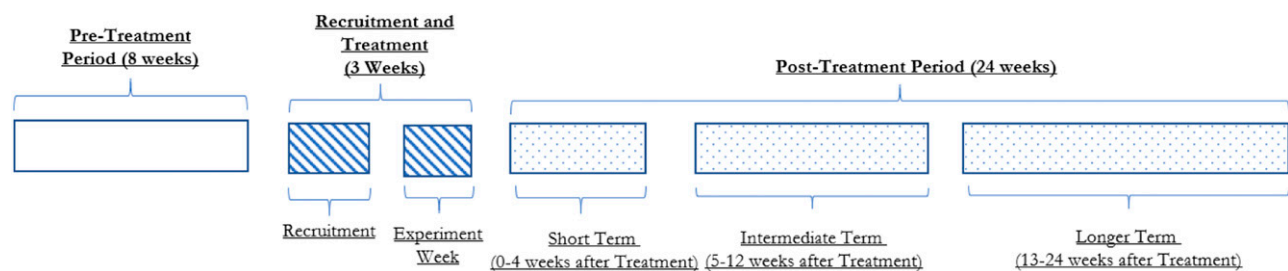 Pre-Treatment
Period (8 weeks)
Recruitment and
Treatment
(3 Weeks)
Post-Treatment Period (24 weeks)
Recruitment
Experiment
Week
Short Term
(0-4 weeks after Treatment)
Intermediate Term
(5-12 weeks after Treatment)
Longer Term
(13-24 weeks after Treatment)